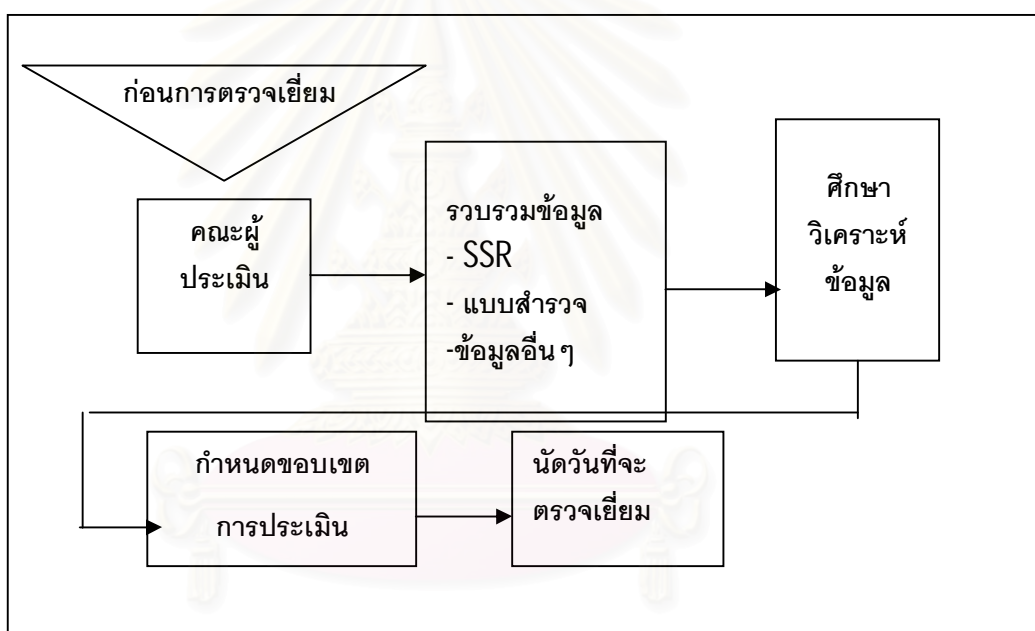 ก่อนการตรวจเยี่ยม
คณะผู้
ประเมิน
รวบรวมข้อมูล
- SSR
- แบบสำรวจ
-ข้อมูลอื่น ๆ
ศึกษา
วิเคราะห์
ข้อมูล
กำหนดขอบเขต
การประเมิน
นัดวันที่จะ
ตรวจเยี่ยม